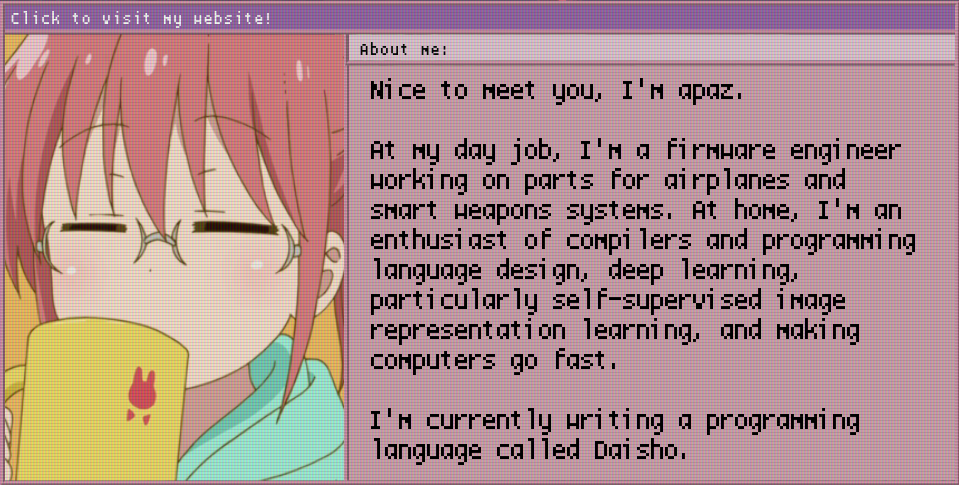 Click to visit my website!
About me:
Nice to meet you, I'm apaz.
At my day job, I'm a firmware engineer
working on parts for airplanes and
smart weapons systems. At home, I'm an
enthusiast of compilers and programming
language design, deep learning,
particularly self-supervised image
representation learning, and making
computers go fast.
I'm currently writing a programming
language called Daisho.